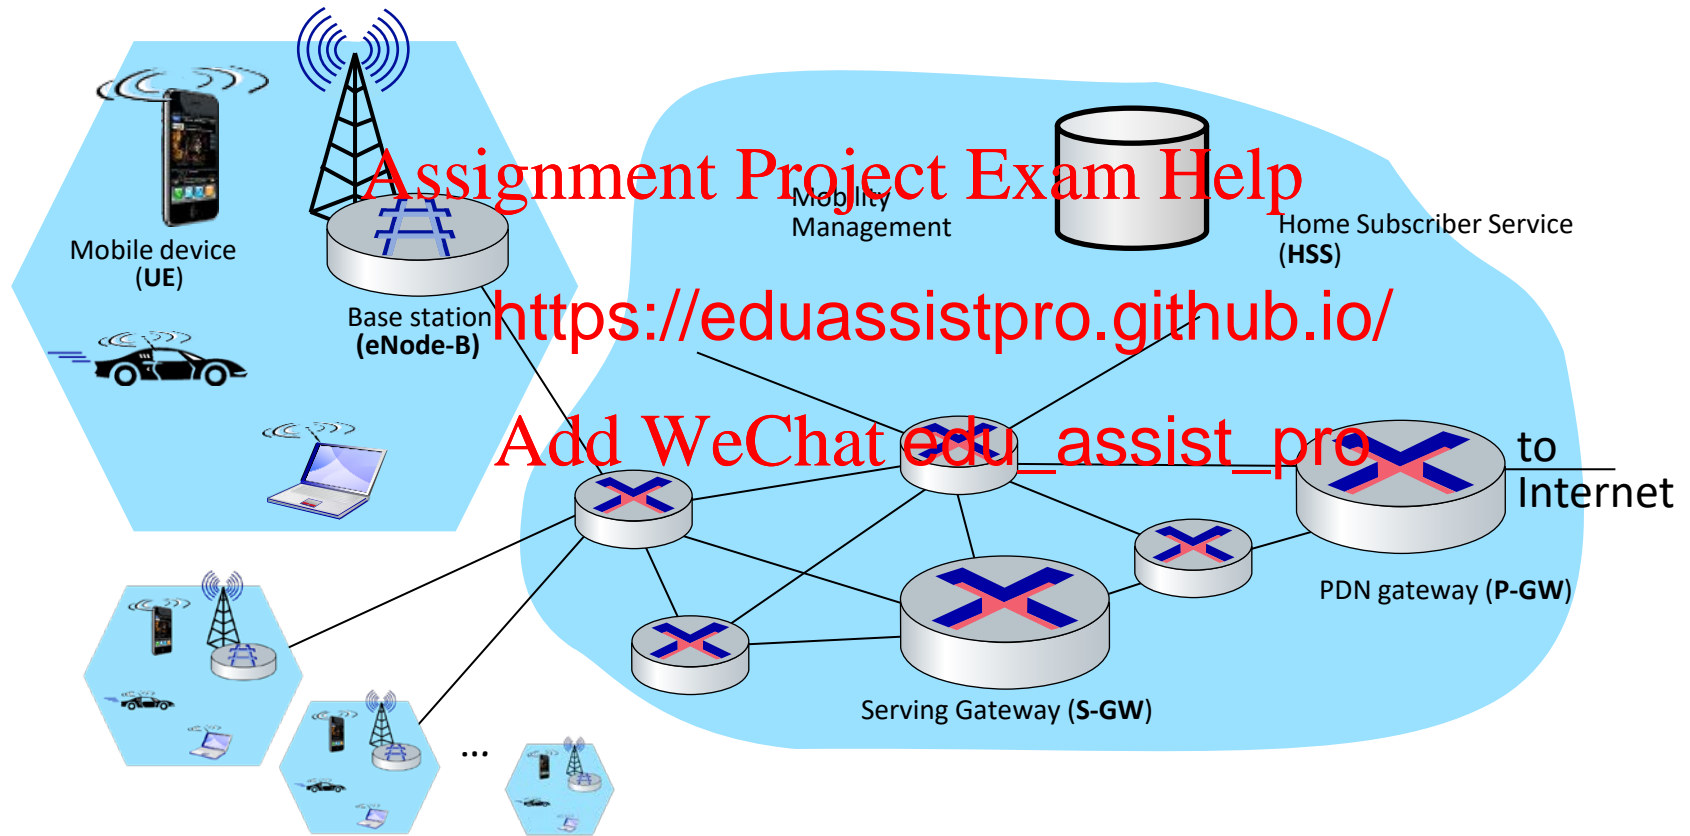 Assignment Project Exam Help
Mobility
Management
Home Subscriber Service
(HSS)
Mobile device
(UE)
Base station
(eNode-B)
https://eduassistpro.github.io/
Add WeChat edu_assist_pro
to
Internet
PDN gateway (P-GW)
Serving Gateway (S-GW)
...